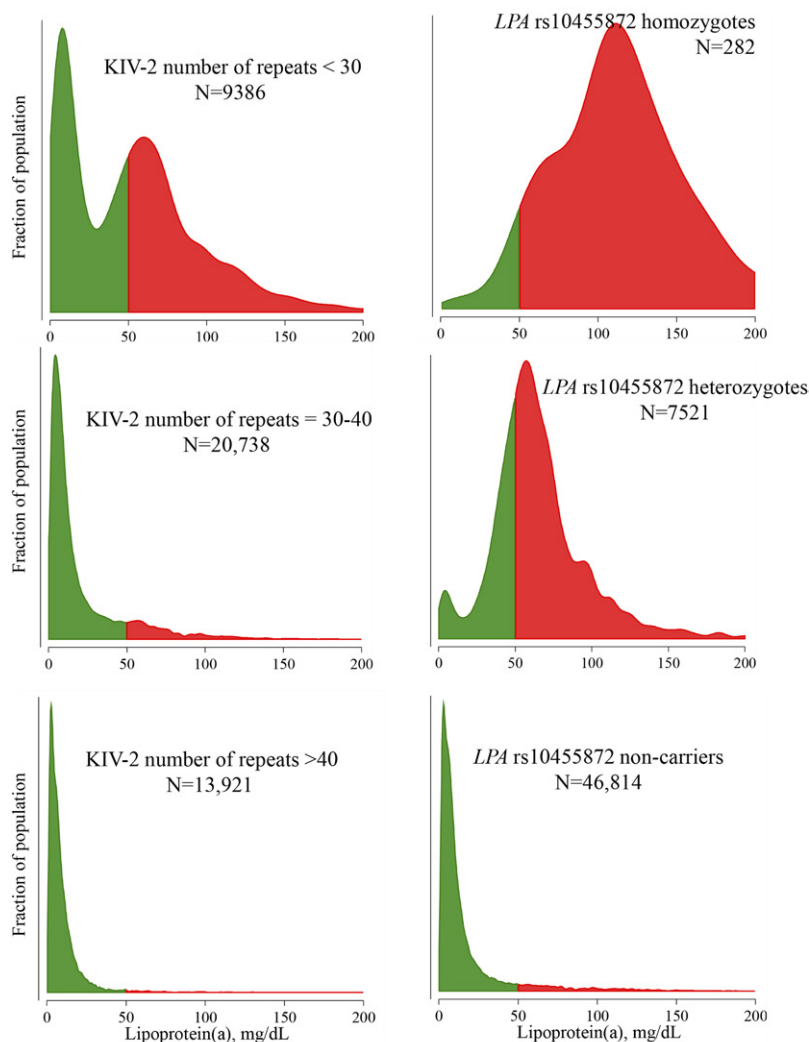 KIV-2 number of repeats < 30
N=9386
Fraction of population
0 50 100 150 200
LPA rs10455872 homozygotes
N=282
0 50 100 150 200
KIV-2 number of repeats = 30-40
N=20,738
Fraction of population
0 50 100 150 200
LPA rs10455872 heterozygotes
N=7521
0 50 100 150 200
KIV-2 number of repeats >40
N=13,921
Fraction of population
0 50 100 150 200
Lipoprotein(a), mg/dL
LPA rs10455872 non-carriers
N=46,814
0 50 100 150 200
Lipoprotein(a), mg/dL